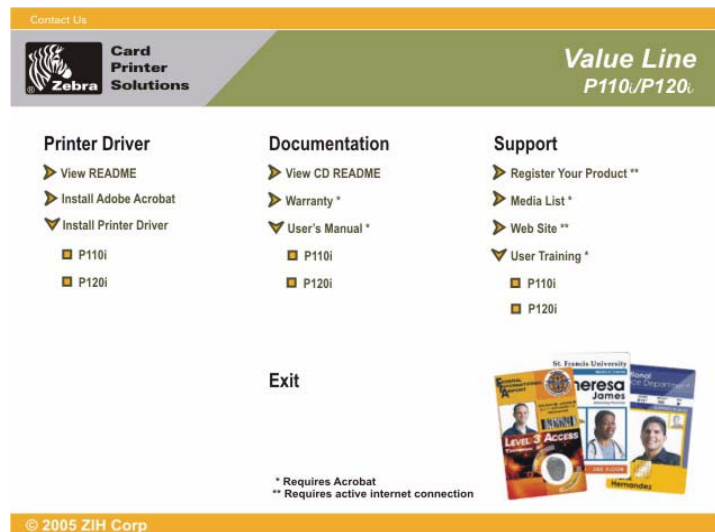 Contact Us
Zebra
®
Card
Printer
Solutions
Value Line
P110i/P120i
Printer Driver
View README
Install Adobe Acrobat
Install Printer Driver
P110i
P120i
Documentation
View CD README
Warranty *
User's Manual *
P110i
P120i
Support
Register Your Product **
Media List *
Web Site **
User Training *
P110i
P120i
Exit
St. Francis University
heresa
James
LEVEL 3 ACCESS
Hernandez
* Requires Acrobat
** Requires active internet connection
© 2005 ZIH Corp